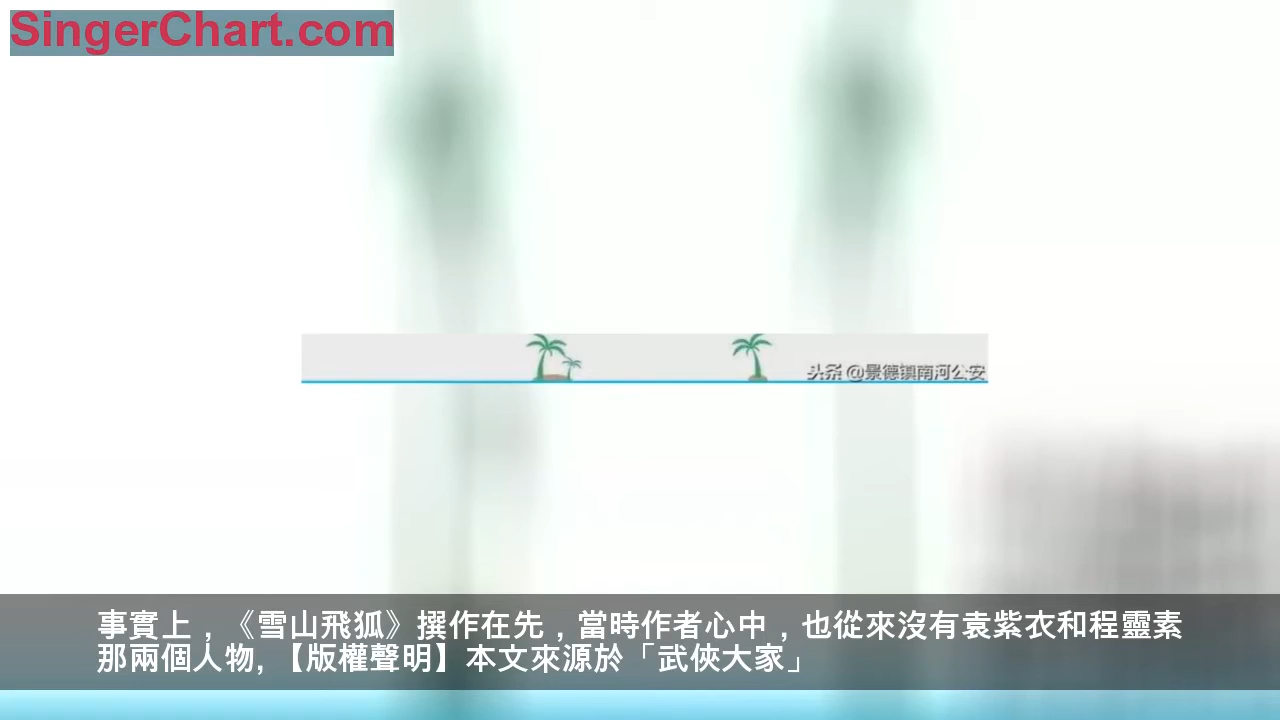 SingerChart.com
头条 @景德镇南河公安
事實上，《雪山飛狐》撰作在先，當時作者心中，也從來沒有袁紫衣和程靈素
那兩個人物,【版權聲明】本文來源於「武俠大家」